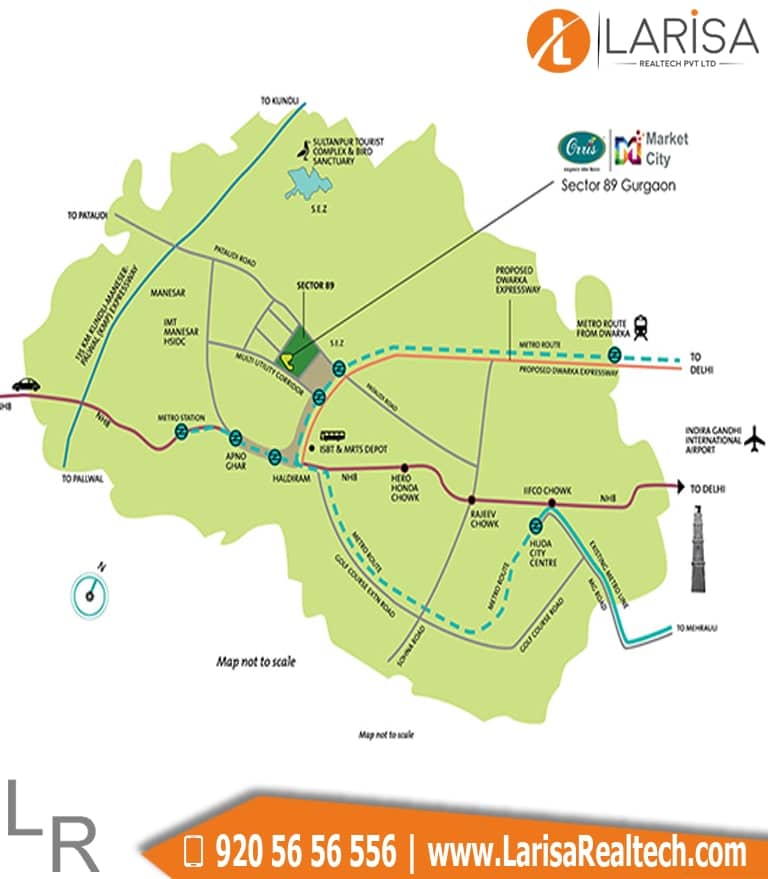 LARiSA
REALTECH PVT LTD
TO KUNDLI
SULTANPUR TOURIST
COMPLEX & BIRD
SANCTUARY
S.E.Z
Orris
Market
City
Sector 89 Gurgaon
TO PATAUDI
PATAUDI ROAD
135 KM KUNDLI-MANESER-
PALWAL (KMP) EXPRESSWAY
MANESAR
SECTOR 89
PROPOSED
DWARKA
EXPRESSWAY
IMT
MANESAR
HSIDC
S.E.Z
METRO ROUTE
FROM DWARKA
METRO ROUTE
TO
DELHI
PROPOSED DWARKA EXPRESSWAY
MULTI UTILITY CORRIDOR
PATAUDI ROAD
NH8
NH8
METRO STATION
APNO
GHAR
ISBT & MRTS DEPOT
HALDIRAM
NH8
HERO
HONDA
CHOWK
INDIRA GANDHI
INTERNATIONAL
AIRPORT
TO PALLWAL
RAJEEV
CHOWK
IFFCO CHOWK
NH8
TO DELHI
HUDA
CITY
CENTRE
METRO ROUTE
GOLF COURSE EXTN ROAD
METRO ROUTE
EXISTING METRO LINE
MG ROAD
GOLF COURSE ROAD
SOHNA ROAD
TO MEHRAULI
N
Map not to scale
Map not to scale
LR
920 56 56 556 | www.LarisaRealtech.com